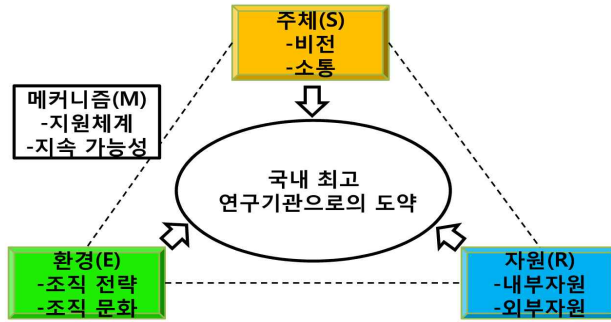 주체(S)
-비전
-소통
메커니즘(M)
-지원체계
-지속 가능성
국내 최고
연구기관으로의 도약
환경(E)
-조직 전략
-조직 문화
자원(R)
-내부자원
-외부자원